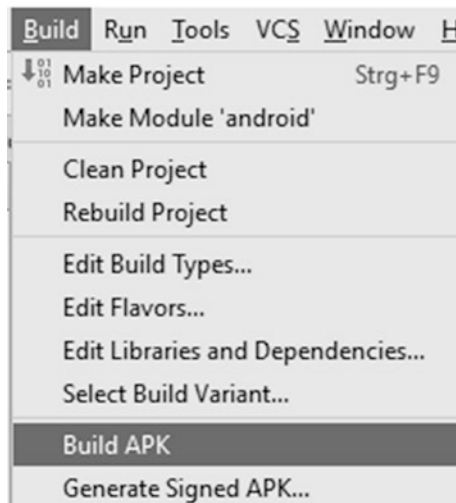 Build Run Tools VCS Window H
Make Project Strg+F9
Make Module 'android'
Clean Project
Rebuild Project
Edit Build Types...
Edit Flavors...
Edit Libraries and Dependencies...
Select Build Variant...
Build APK
Generate Signed APK...